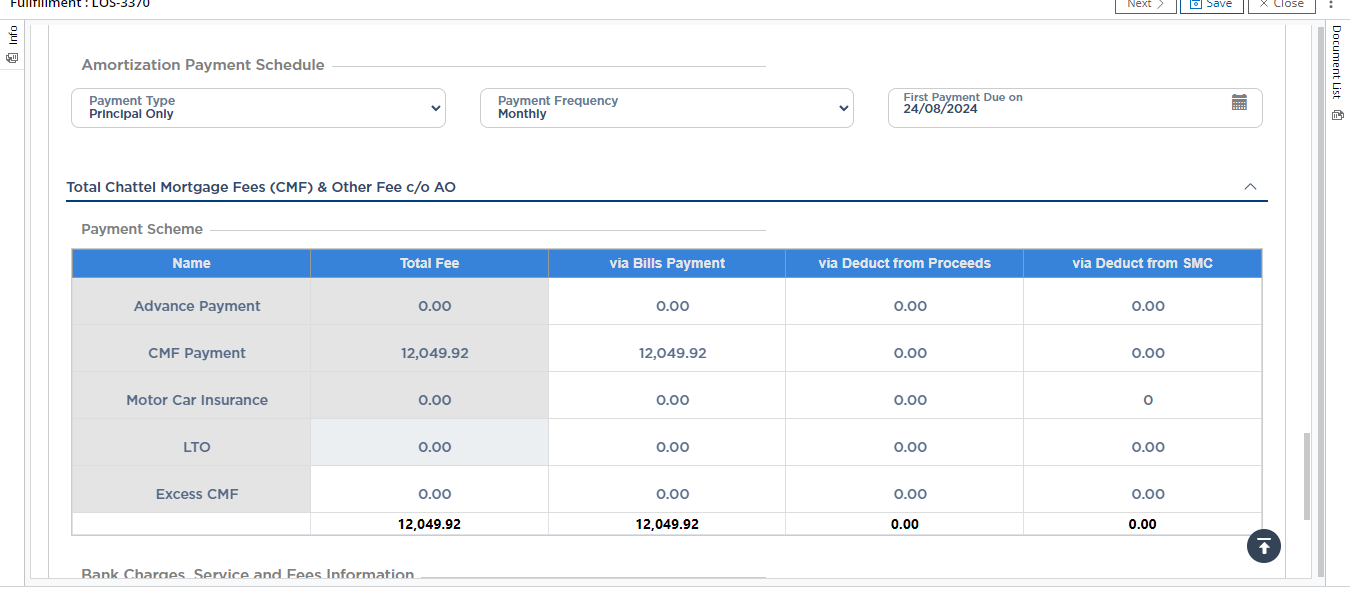 Fullfillment : LOS-3370
Next Save Close
Info
Document List
Amortization Payment Schedule
Payment Type
Principal Only
Payment Frequency
Monthly
First Payment Due on
24/08/2024
Total Chattel Mortgage Fees (CMF) & Other Fee c/o AO
Payment Scheme
Name Total Fee via Bills Payment via Deduct from Proceeds via Deduct from SMC
Advance Payment 0.00 0.00 0.00 0.00
CMF Payment 12,049.92 12,049.92 0.00 0.00
Motor Car Insurance 0.00 0.00 0.00 0
LTO 0.00 0.00 0.00 0.00
Excess CMF 0.00 0.00 0.00 0.00
12,049.92 12,049.92 0.00 0.00
Bank Charges, Service and Fees Information